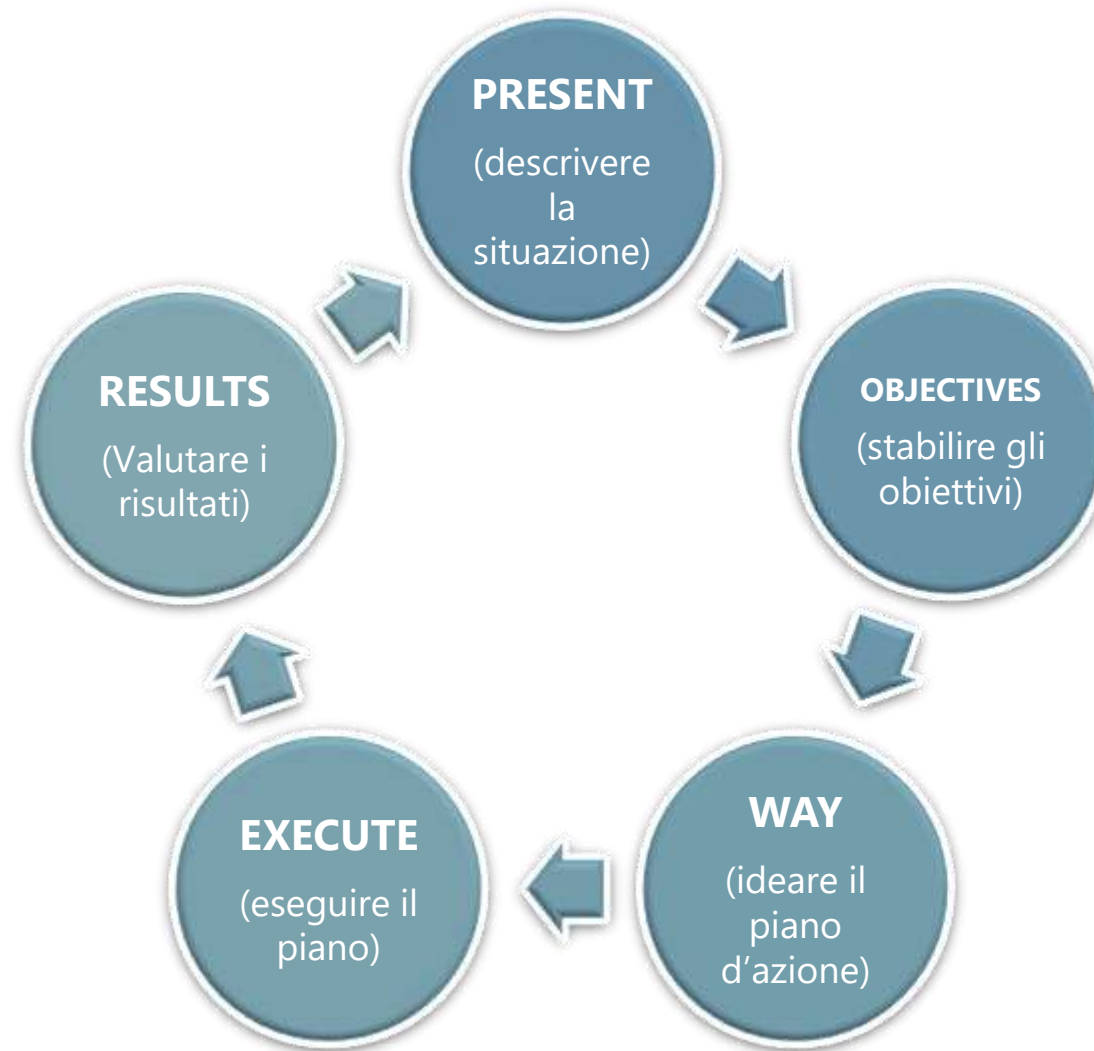 PRESENT
(descrivere
la
situazione)
OBJECTIVES
(stabilire gli
obiettivi)
WAY
(ideare il
piano
d’azione)
EXECUTE
(eseguire il
piano)
RESULTS
(Valutare i
risultati)